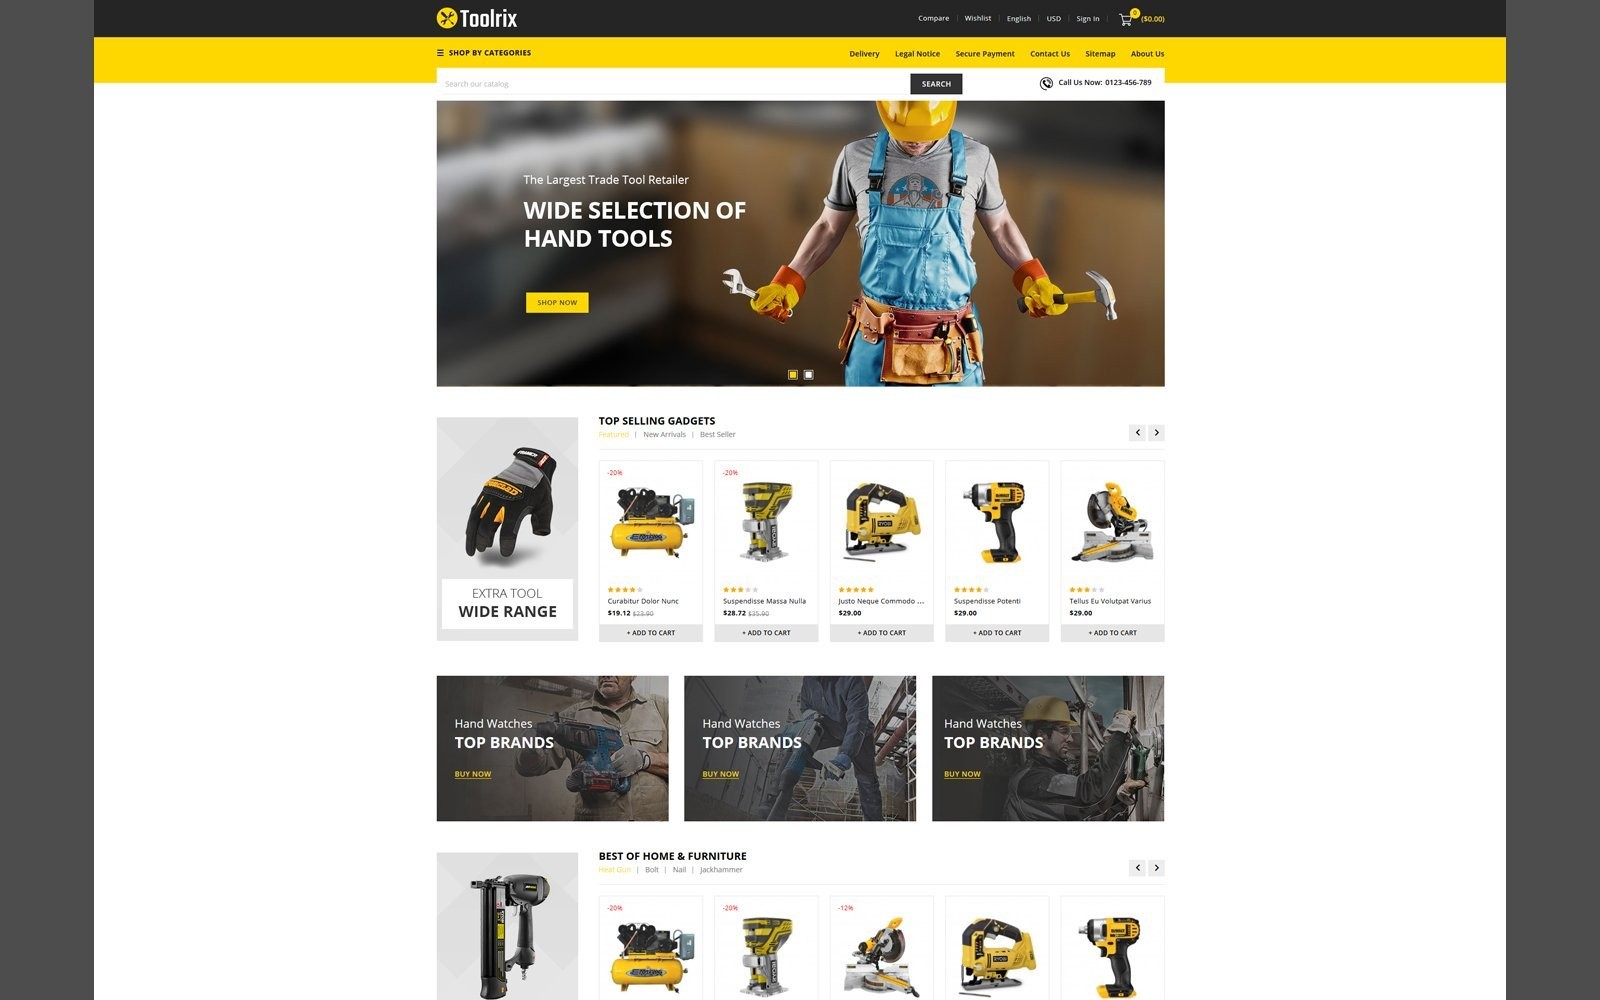 Toolrix
Compare
Wishlist
English
USD
Sign In
0
($0.00)
SHOP BY CATEGORIES
Delivery
Legal Notice
Secure Payment
Contact Us
Sitemap
About Us
Search our catalog
SEARCH
Call Us Now: 0123-456-789
The Largest Trade Tool Retailer
WIDE SELECTION OF
HAND TOOLS
SHOP NOW
EXTRA TOOL
WIDE RANGE
TOP SELLING GADGETS
Featured | New Arrivals | Best Seller
-20%
-20%
RYOBI
Curabitur Dolor Nunc
$19.12 $23.90
+ ADD TO CART
Suspendisse Massa Nulla
$28.72 $35.90
+ ADD TO CART
Justo Neque Commodo ...
$29.00
+ ADD TO CART
Suspendisse Potenti
$29.00
+ ADD TO CART
Tellus Eu Volutpat Varius
$29.00
+ ADD TO CART
Hand Watches
TOP BRANDS
BUY NOW
Hand Watches
TOP BRANDS
BUY NOW
Hand Watches
TOP BRANDS
BUY NOW
BEST OF HOME & FURNITURE
Heat Gun | Bolt | Nail | Jackhammer
-20%
-20%
-12%
RYOBI